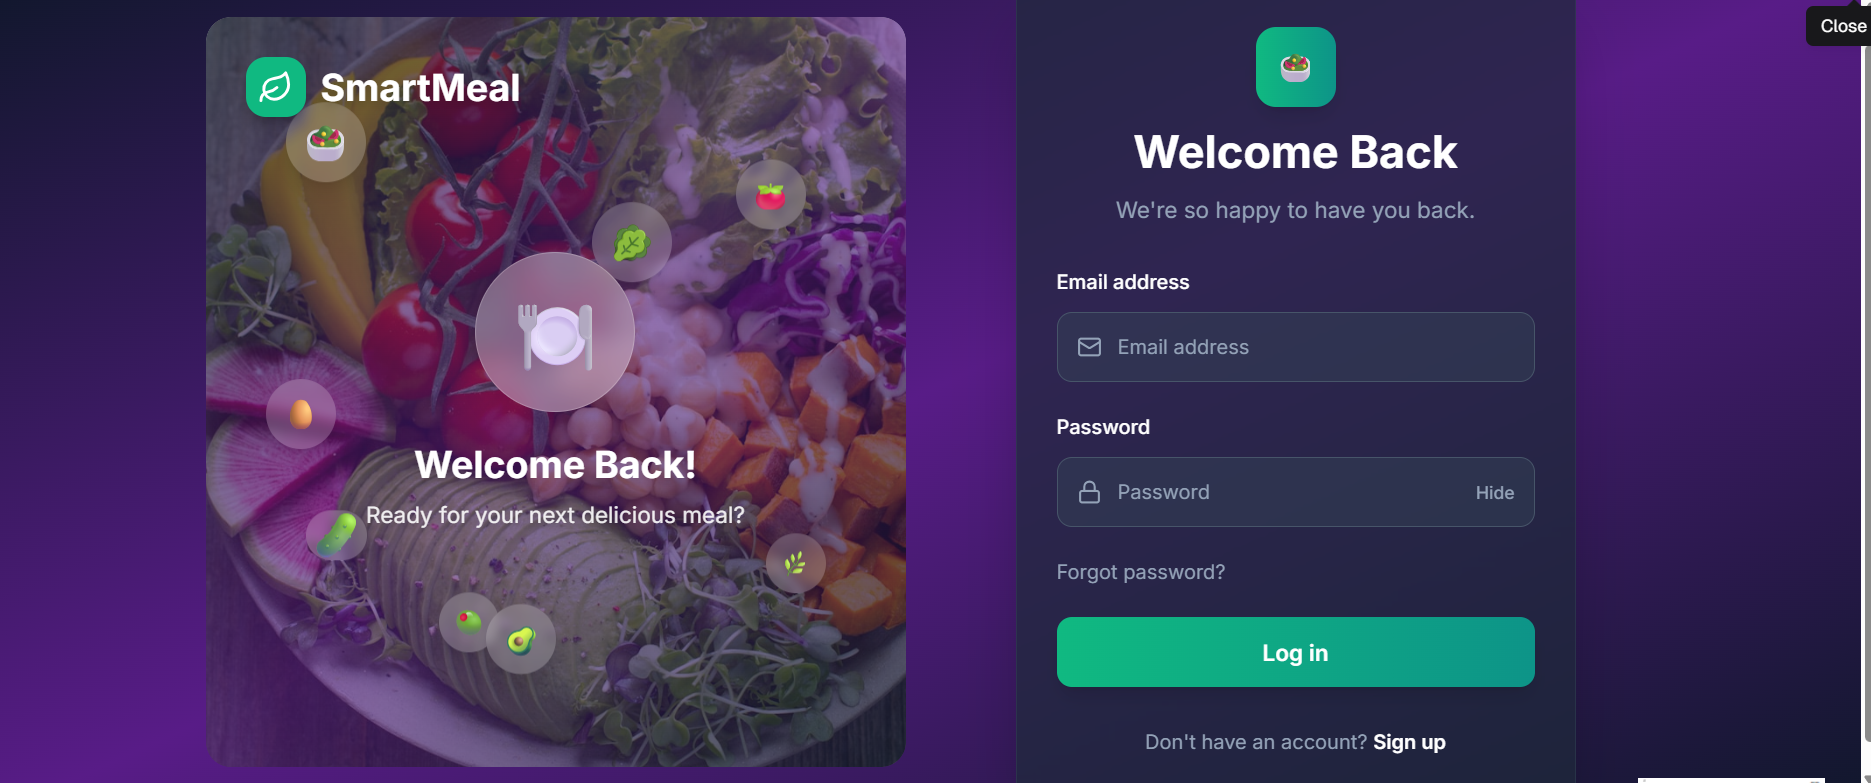 SmartMeal
Welcome Back!
Ready for your next delicious meal?
Welcome Back
We're so happy to have you back.
Email address
Email address
Password
Password
Hide
Forgot password?
Log in
Don't have an account? Sign up
Close